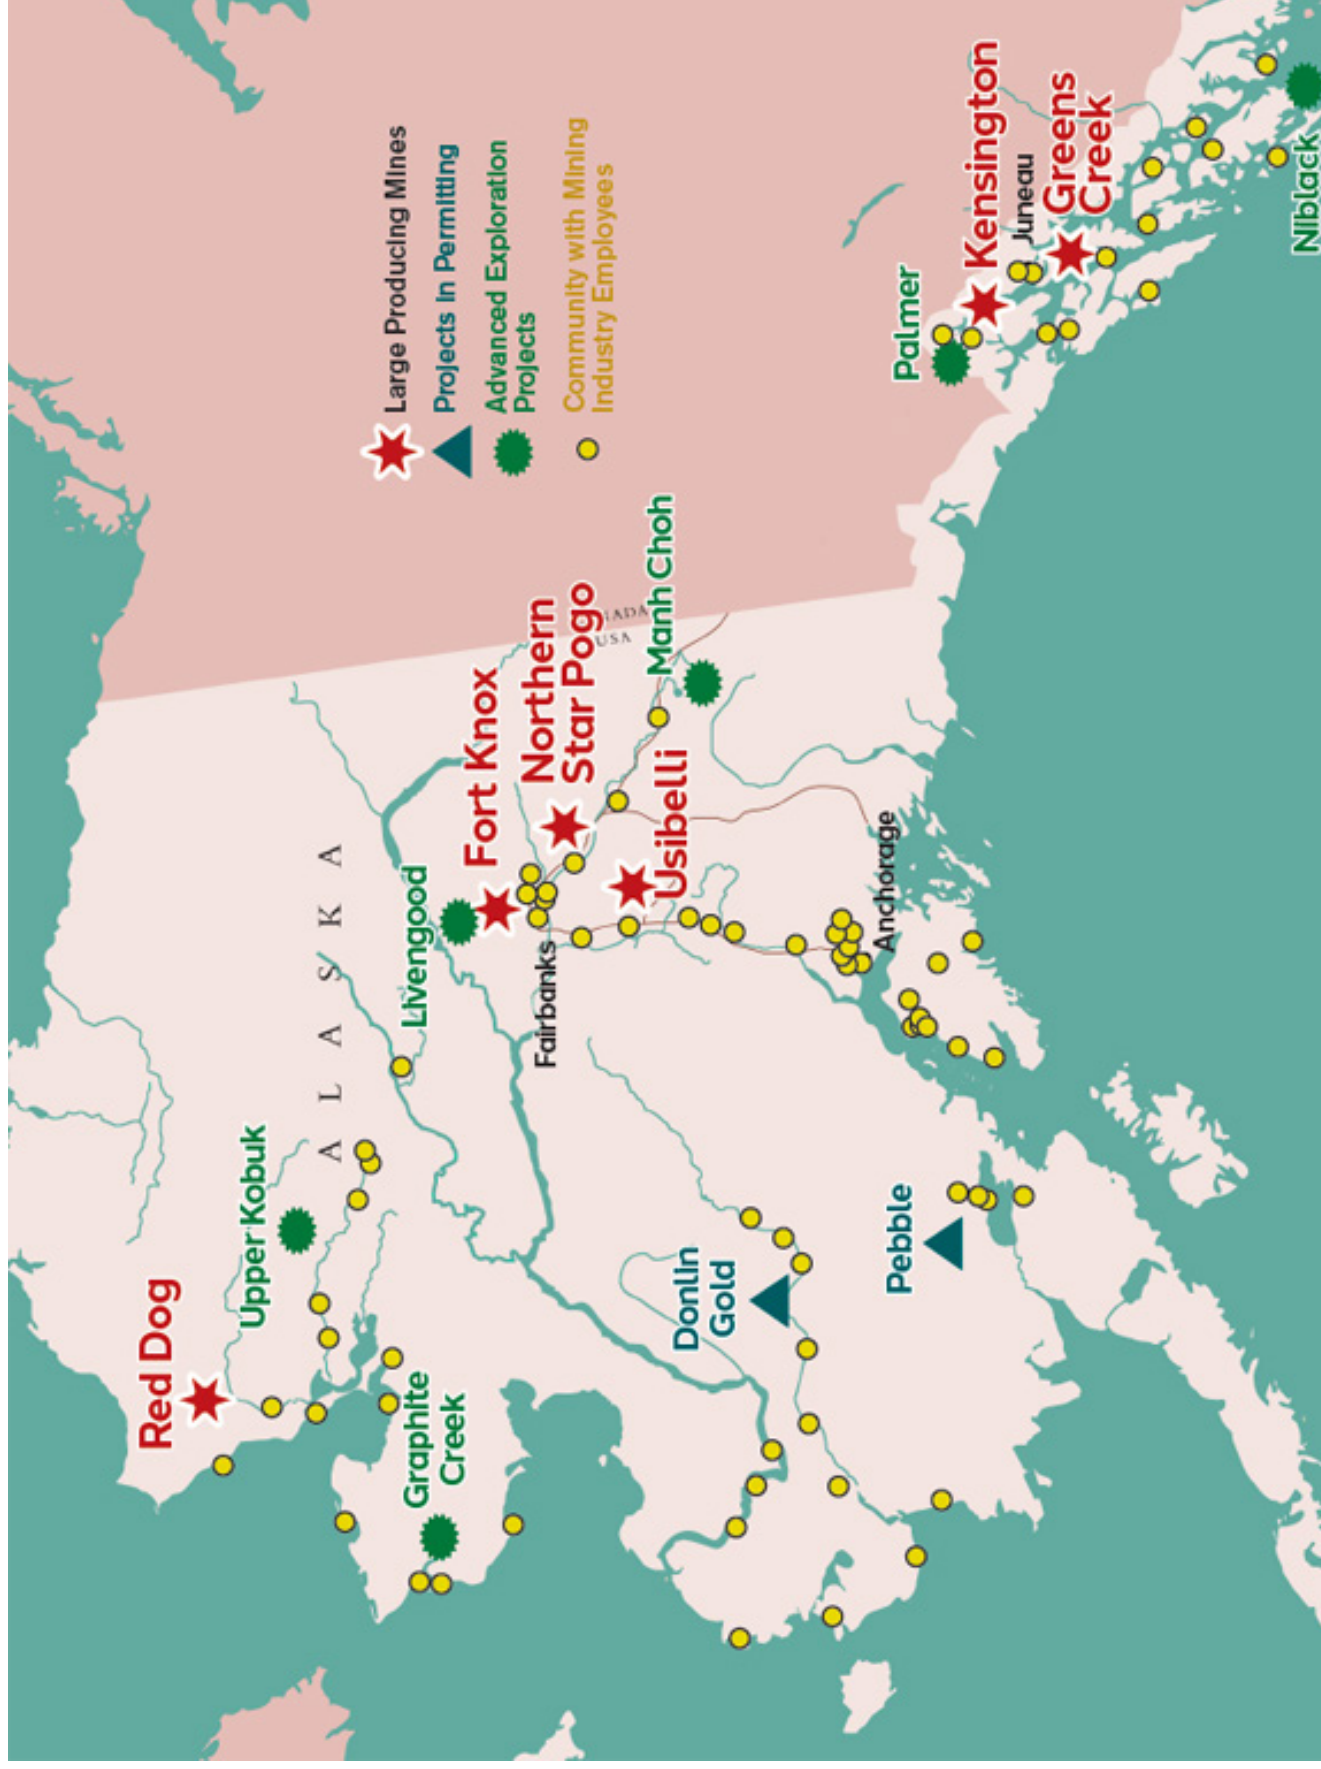 Large Producing Mines
Projects In Permitting
Advanced Exploration
Projects
Community with Mining
Industry Employees
Red Dog
Upper Kobuk
A L A S K A
Graphite
Creek
Livengood
Fort Knox
Northern
Star Pogo
Fairbanks
USA
Manh Choh
Usibelli
Donlin
Gold
Anchorage
Pebble
Palmer
Kensington
Juneau
Greens
Creek
Niblack